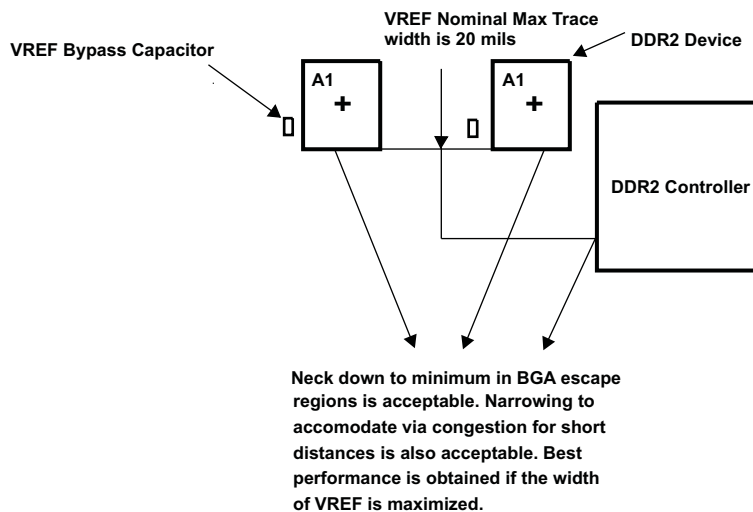 VREF Nominal Max Trace
width is 20 mils
VREF Bypass Capacitor
DDR2 Device
A1
A1
DDR2 Controller
Neck down to minimum in BGA escape
regions is acceptable. Narrowing to
accomodate via congestion for short
distances is also acceptable. Best
performance is obtained if the width
of VREF is maximized.